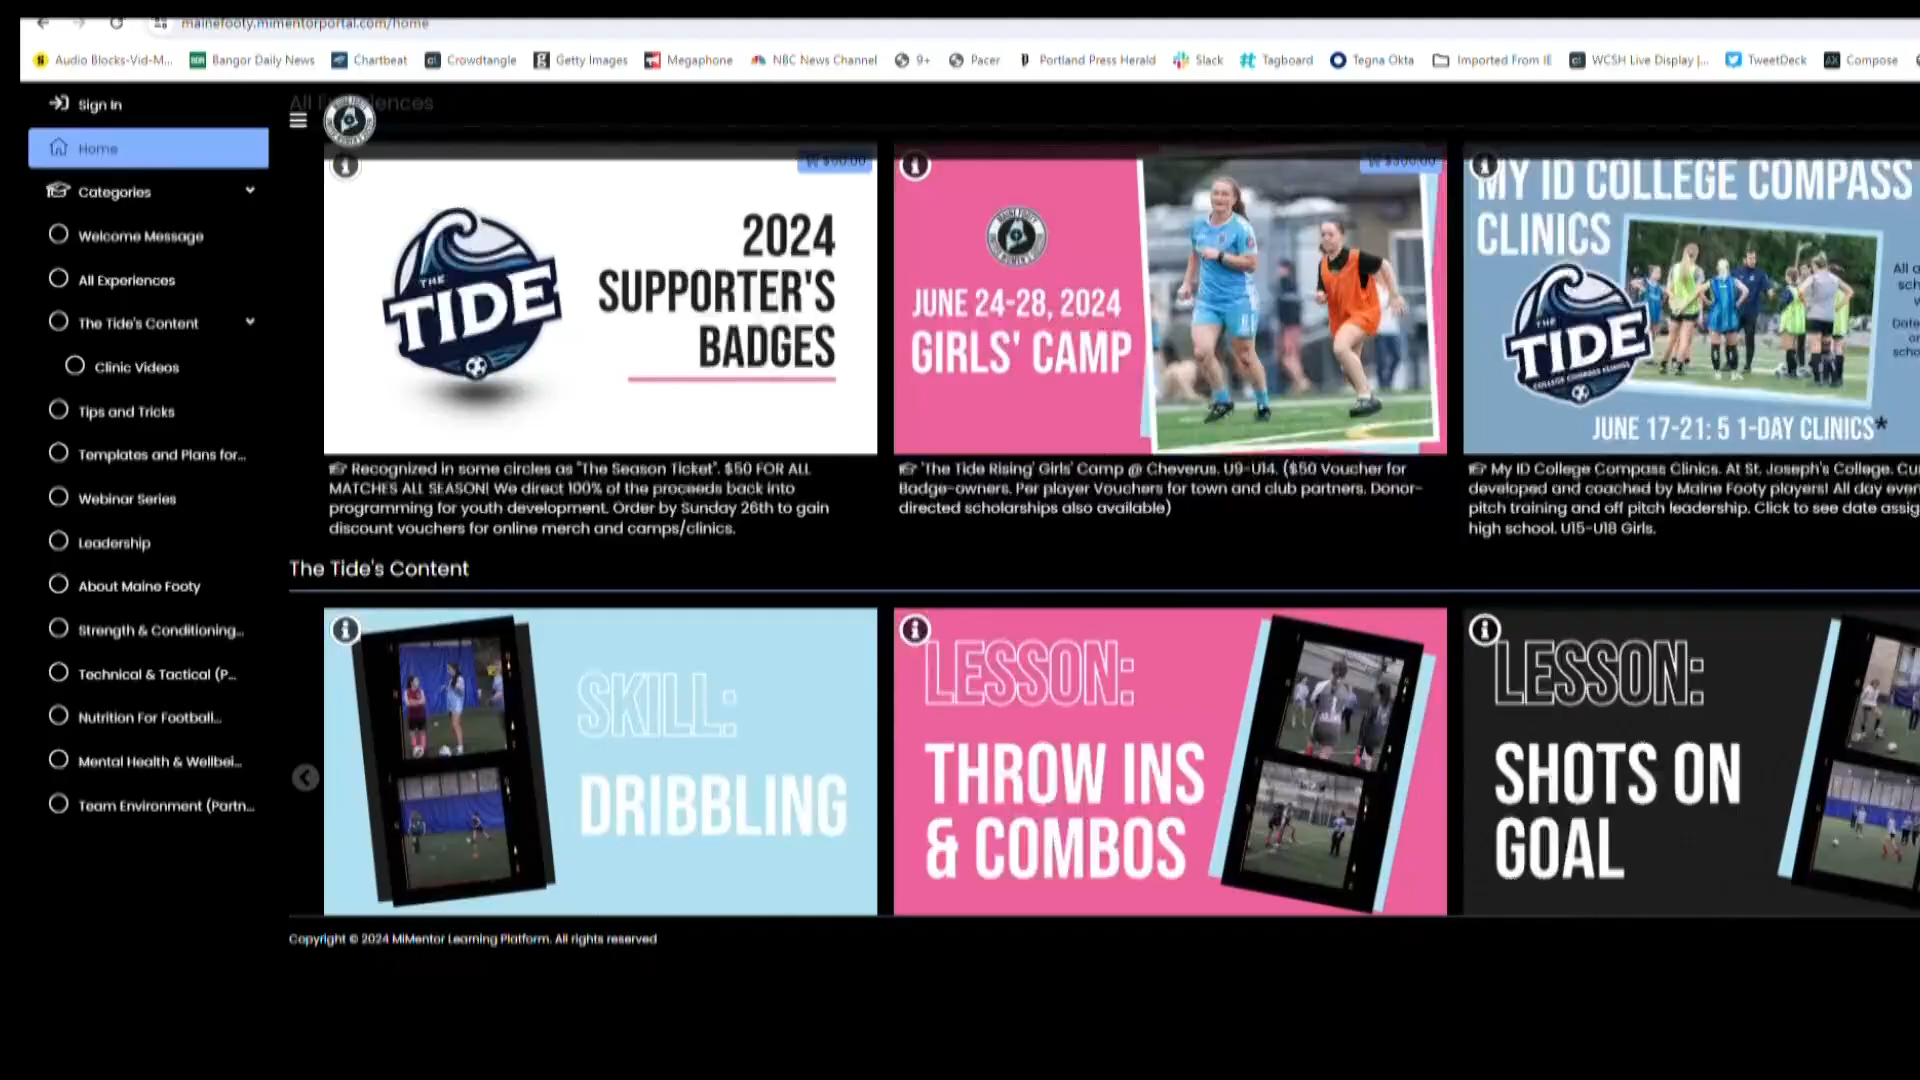 mainefooty.mimentorportal.com/home
Audio Blocks-Vid-M... Bangor Daily News Chartbeat Crowdtangle Getty Images Megaphone NBC News Channel 9+ Pacer Portland Press Herald Slack Tagboard Tegna Okta Imported From IE WCSH Live Display |... TweetDeck Compose
Sign In
Home
Categories
Welcome Message
All Experiences
The Tide's Content
Clinic Videos
Tips and Tricks
Templates and Plans for...
Webinar Series
Leadership
About Maine Footy
Strength & Conditioning...
Technical & Tactical (P...
Nutrition For Football...
Mental Health & Wellbei...
Team Environment (Partn...
THE
TIDE
2024
SUPPORTER'S
BADGES
Recognized in some circles as "The Season Ticket". $50 FOR ALL
MATCHES ALL SEASON! We direct 100% of the proceeds back into
programming for youth development. Order by Sunday 26th to gain
discount vouchers for online merch and camps/clinics.
JUNE 24-28, 2024
GIRLS' CAMP
'The Tide Rising' Girls' Camp @ Cheverus. U9-U14. ($50 Voucher for
Badge-owners. Per player Vouchers for town and club partners. Donor-
directed scholarships also available)
MY ID COLLEGE COMPASS
CLINICS
THE
TIDE
COLLEGE COMPASS CLINICS
JUNE 17-21: 5 1-DAY CLINICS*
My ID College Compass Clinics. At St. Joseph's College.
developed and coached by Maine Footy players! All day
pitch training and off pitch leadership. Click to see date
high school. U15-U18 Girls.
The Tide's Content
SKILL:
DRIBBLING
LESSON:
THROW INS
& COMBOS
LESSON:
SHOTS ON
GOAL
Copyright © 2024 MiMentor Learning Platform. All rights reserved